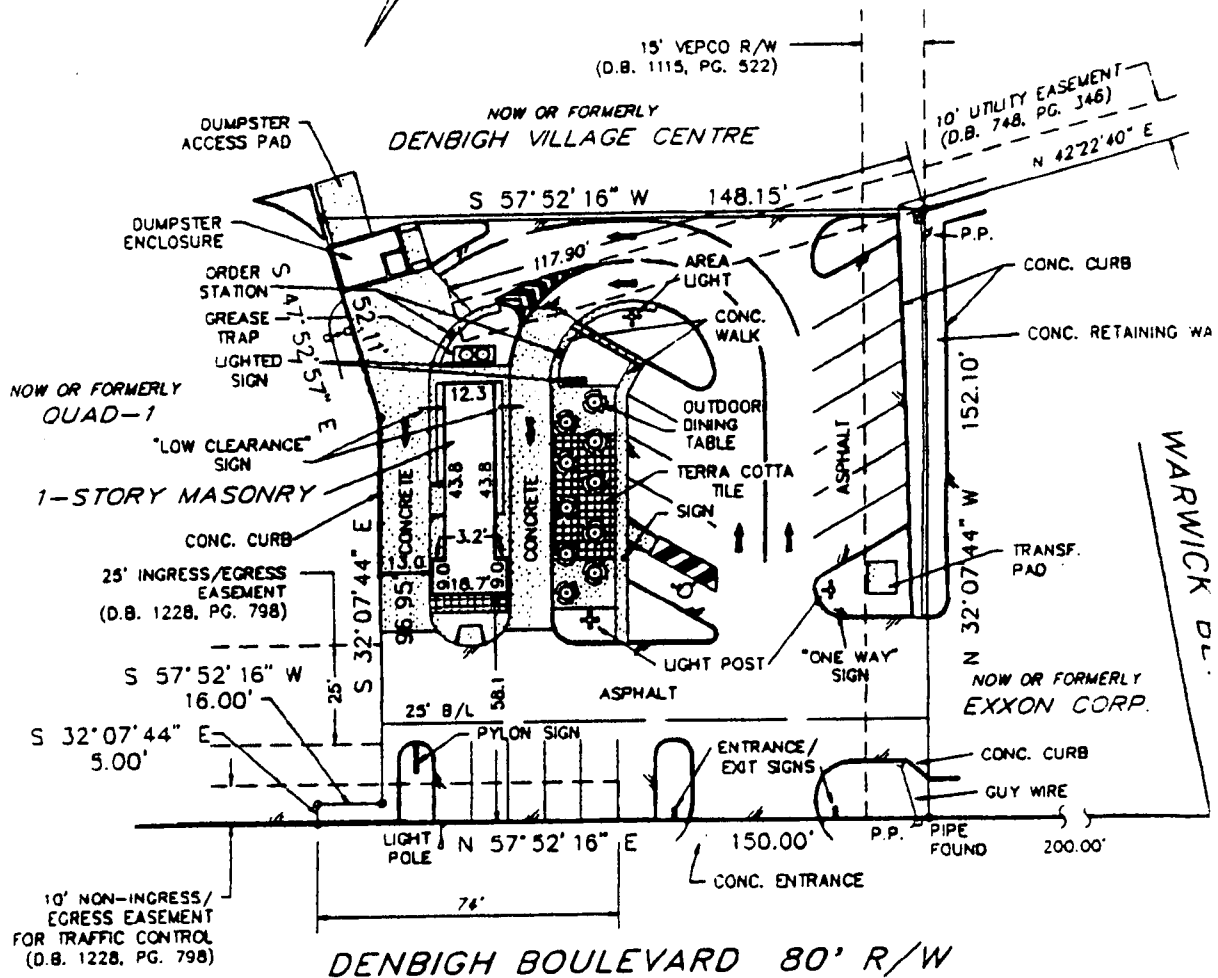 15' VEPCO R/W
(D.B. 1115, PG. 522)
10' UTILITY EASEMENT
(D.B. 748, PG. 346)
N 42°22'40" E
NOW OR FORMERLY
DENBIGH VILLAGE CENTRE
DUMPSTER
ACCESS PAD
S 57°52'16" W 148.15'
DUMPSTER
ENCLOSURE
117.90'
P.P.
ORDER
STATION
AREA
LIGHT
CONC. CURB
GREASE
TRAP
CONC.
WALK
CONC. RETAINING WA
LIGHTED
SIGN
S 47°52'57" E
52.11'
NOW OR FORMERLY
QUAD-1
12.3
OUTDOOR
DINING
TABLE
"LOW CLEARANCE"
SIGN
43.8
43.8
TERRA COTTA
TILE
1-STORY MASONRY
CONCRETE
CONCRETE
ASPHALT
SIGN
CONC. CURB
3.2'
TRANSF.
PAD
N 32°07'44" W 152.10'
WARWICK BL.
25' INGRESS/EGRESS
EASEMENT
(D.B. 1228, PG. 798)
9.0
16.7'
9.0
S 32°07'44" E
96.95'
LIGHT POST
"ONE WAY"
SIGN
S 57°52'16" W
16.00'
25'
58.1
ASPHALT
NOW OR FORMERLY
EXXON CORP.
25' B/L
S 32°07'44" E
5.00'
PYLON SIGN
ENTRANCE/
EXIT SIGNS
CONC. CURB
GUY WIRE
LIGHT
POLE
N 57°52'16" E 150.00'
P.P.
PIPE
FOUND
200.00'
CONC. ENTRANCE
10' NON-INGRESS/
EGRESS EASEMENT
FOR TRAFFIC CONTROL
(D.B. 1228, PG. 798)
74'
DENBIGH BOULEVARD 80' R/W